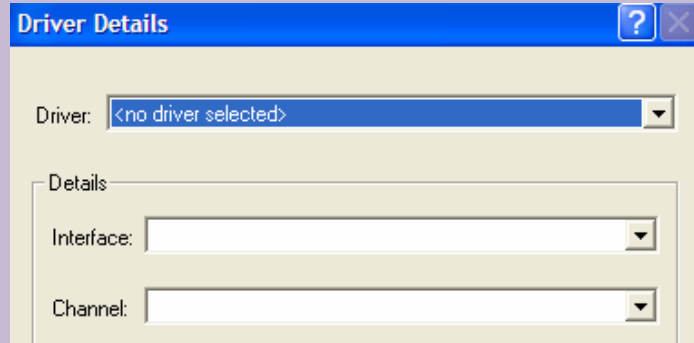 Driver Details
Driver: <no driver selected>
Details
Interface:
Channel: